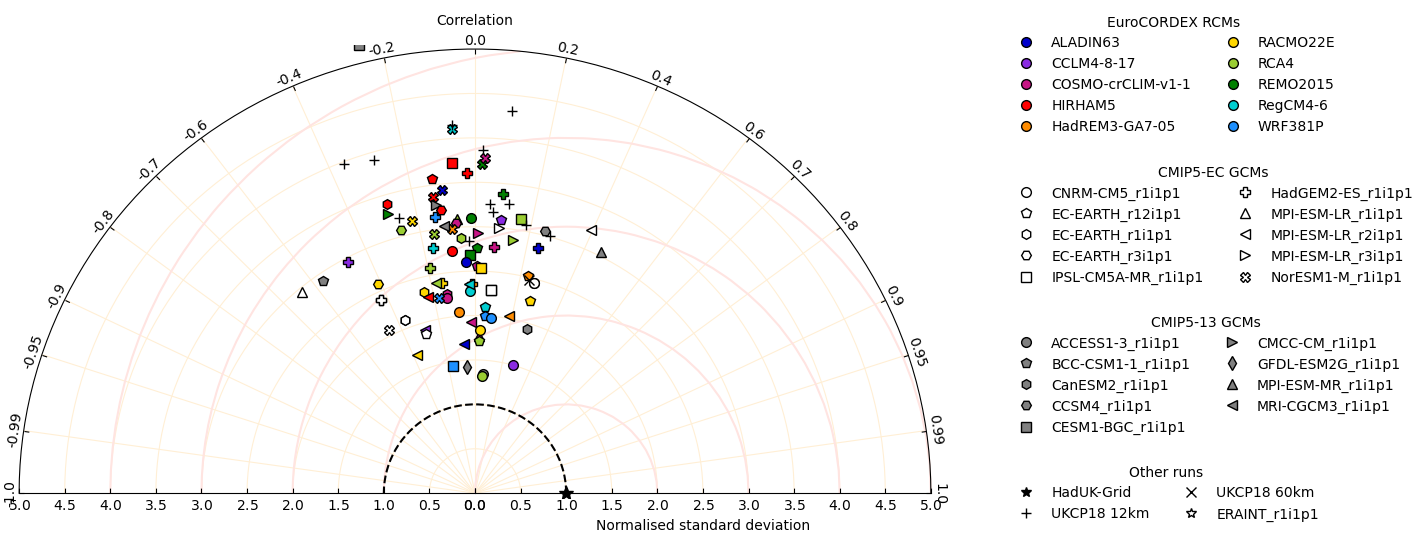 Correlation
-1.0
-0.99
-0.95
-0.9
-0.8
-0.7
-0.6
-0.4
-0.2
0.0
0.2
0.4
0.6
0.7
0.8
0.9
0.95
0.99
1.0
5.0 4.5 4.0 3.5 3.0 2.5 2.0 1.5 1.0 0.5 0.0 0.5 1.0 1.5 2.0 2.5 3.0 3.5 4.0 4.5 5.0
Normalised standard deviation
EuroCORDEX RCMs
ALADIN63 RACMO22E
CCLM4-8-17 RCA4
COSMO-crCLIM-v1-1 REMO2015
HIRHAM5 RegCM4-6
HadREM3-GA7-05 WRF381P
CMIP5-EC GCMs
CNRM-CM5_r1i1p1 HadGEM2-ES_r1i1p1
EC-EARTH_r12i1p1 MPI-ESM-LR_r1i1p1
EC-EARTH_r1i1p1 MPI-ESM-LR_r2i1p1
EC-EARTH_r3i1p1 MPI-ESM-LR_r3i1p1
IPSL-CM5A-MR_r1i1p1 NorESM1-M_r1i1p1
CMIP5-13 GCMs
ACCESS1-3_r1i1p1 CMCC-CM_r1i1p1
BCC-CSM1-1_r1i1p1 GFDL-ESM2G_r1i1p1
CanESM2_r1i1p1 MPI-ESM-MR_r1i1p1
CCSM4_r1i1p1 MRI-CGCM3_r1i1p1
CESM1-BGC_r1i1p1
Other runs
HadUK-Grid UKCP18 60km
UKCP18 12km ERAINT_r1i1p1